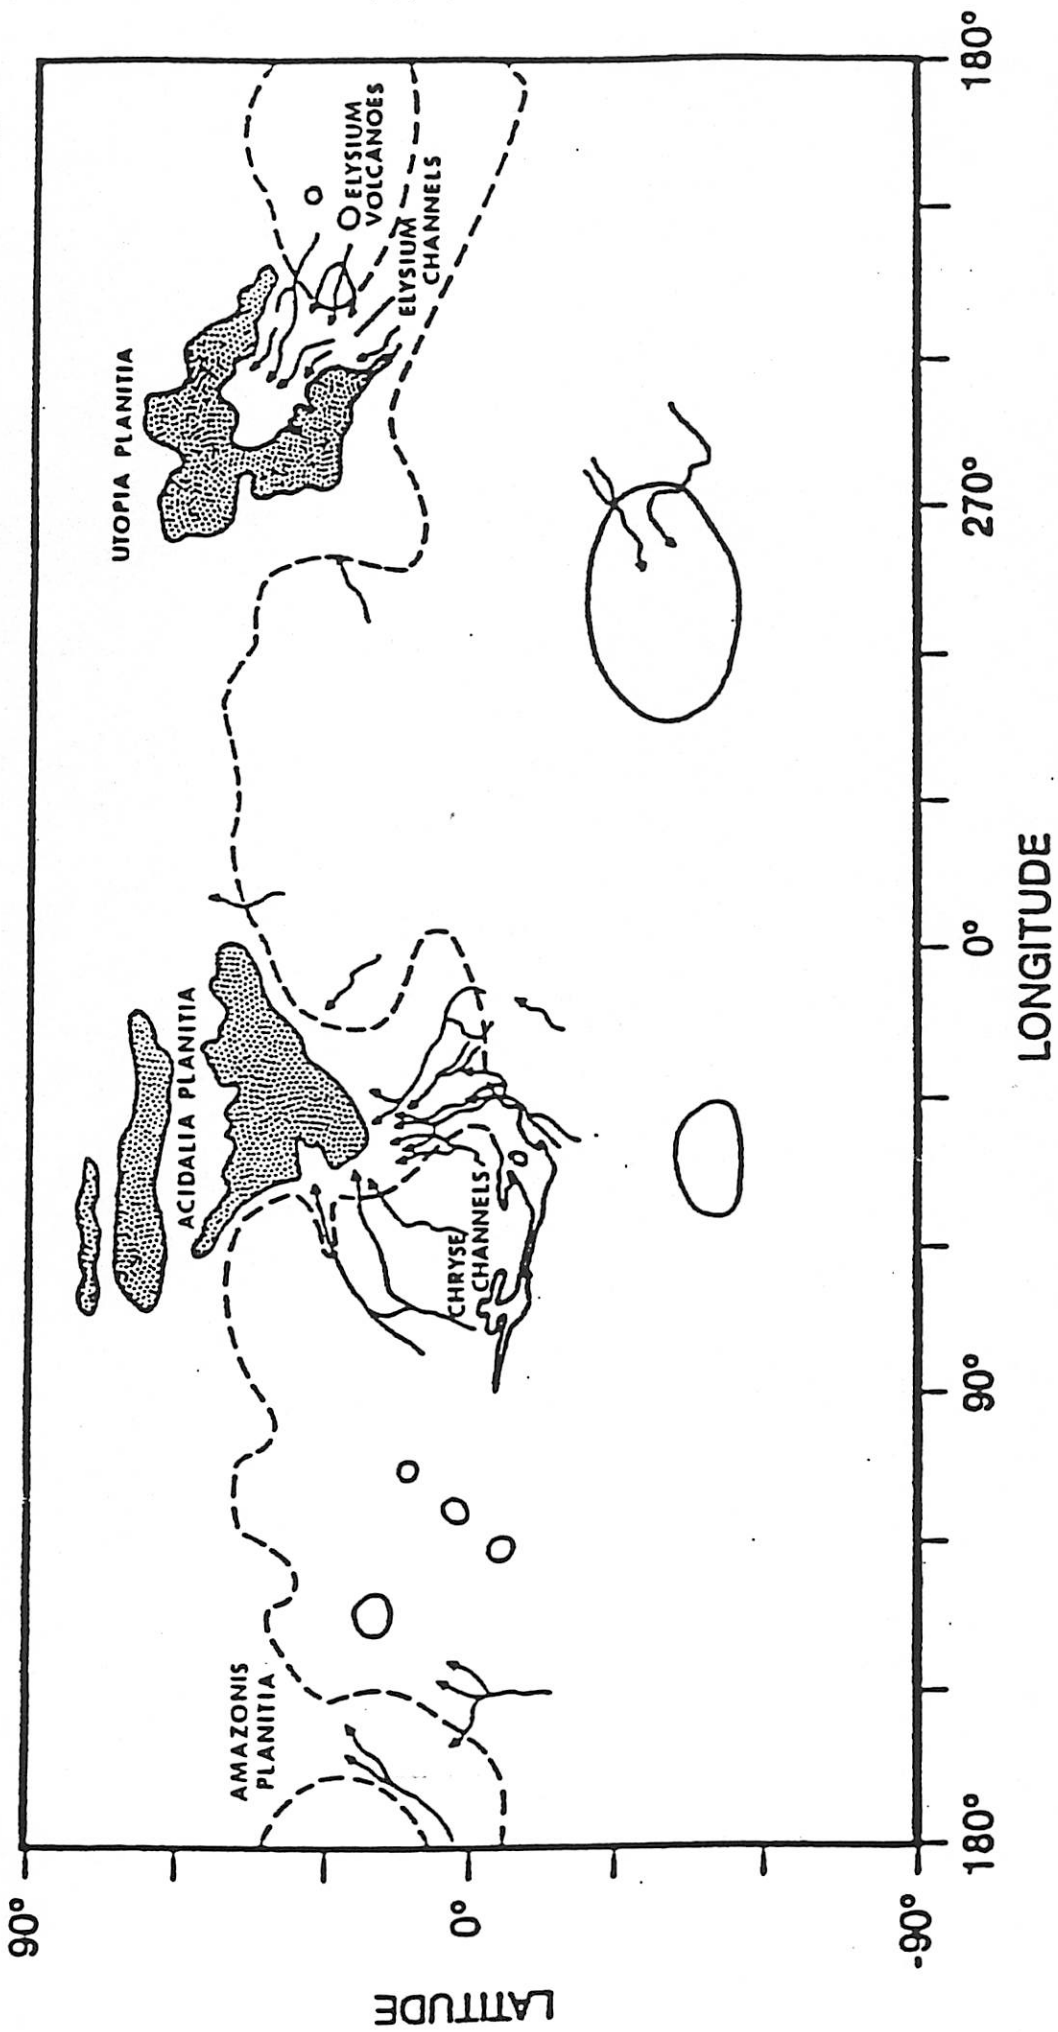 90°
0°
-90°
LATITUDE
180°
90°
0°
270°
180°
LONGITUDE
AMAZONIS
PLANITIA
ACIDALIA PLANITIA
CHRYSE
CHANNELS
UTOPIA PLANITIA
ELYSIUM
VOLCANOES
ELYSIUM
CHANNELS